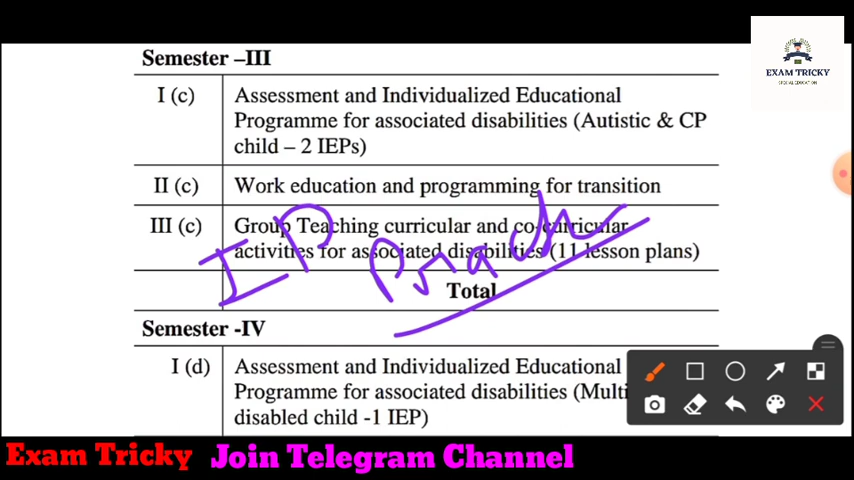 EXAM TRICKY
SPECIAL EDUCATION
Semester –III
I (c) Assessment and Individualized Educational
Programme for associated disabilities (Autistic & CP
child – 2 IEPs)
II (c) Work education and programming for transition
III (c) Group Teaching curricular and co-curricular
activities for associated disabilities (11 lesson plans)
IP
Total
Semester -IV
I (d) Assessment and Individualized Educational
Programme for associated disabilities (Multi
disabled child -1 IEP)
Exam Tricky Join Telegram Channel